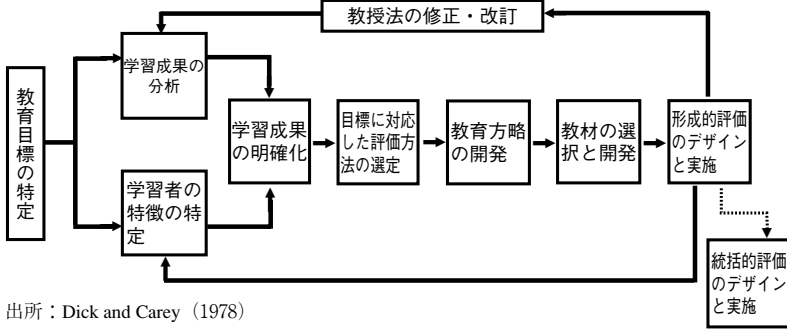 教授法の修正・改訂
教
育
目
標
の
特
定
学習成果の
分析
学習者の
特徴の特
定
学習成果
の明確化
目標に対応
した評価方
法の選定
教育方略
の開発
教材の選
択と開発
形成的評価
のデザイン
と実施
統括的評価
のデザイン
と実施
出所：Dick and Carey（1978）